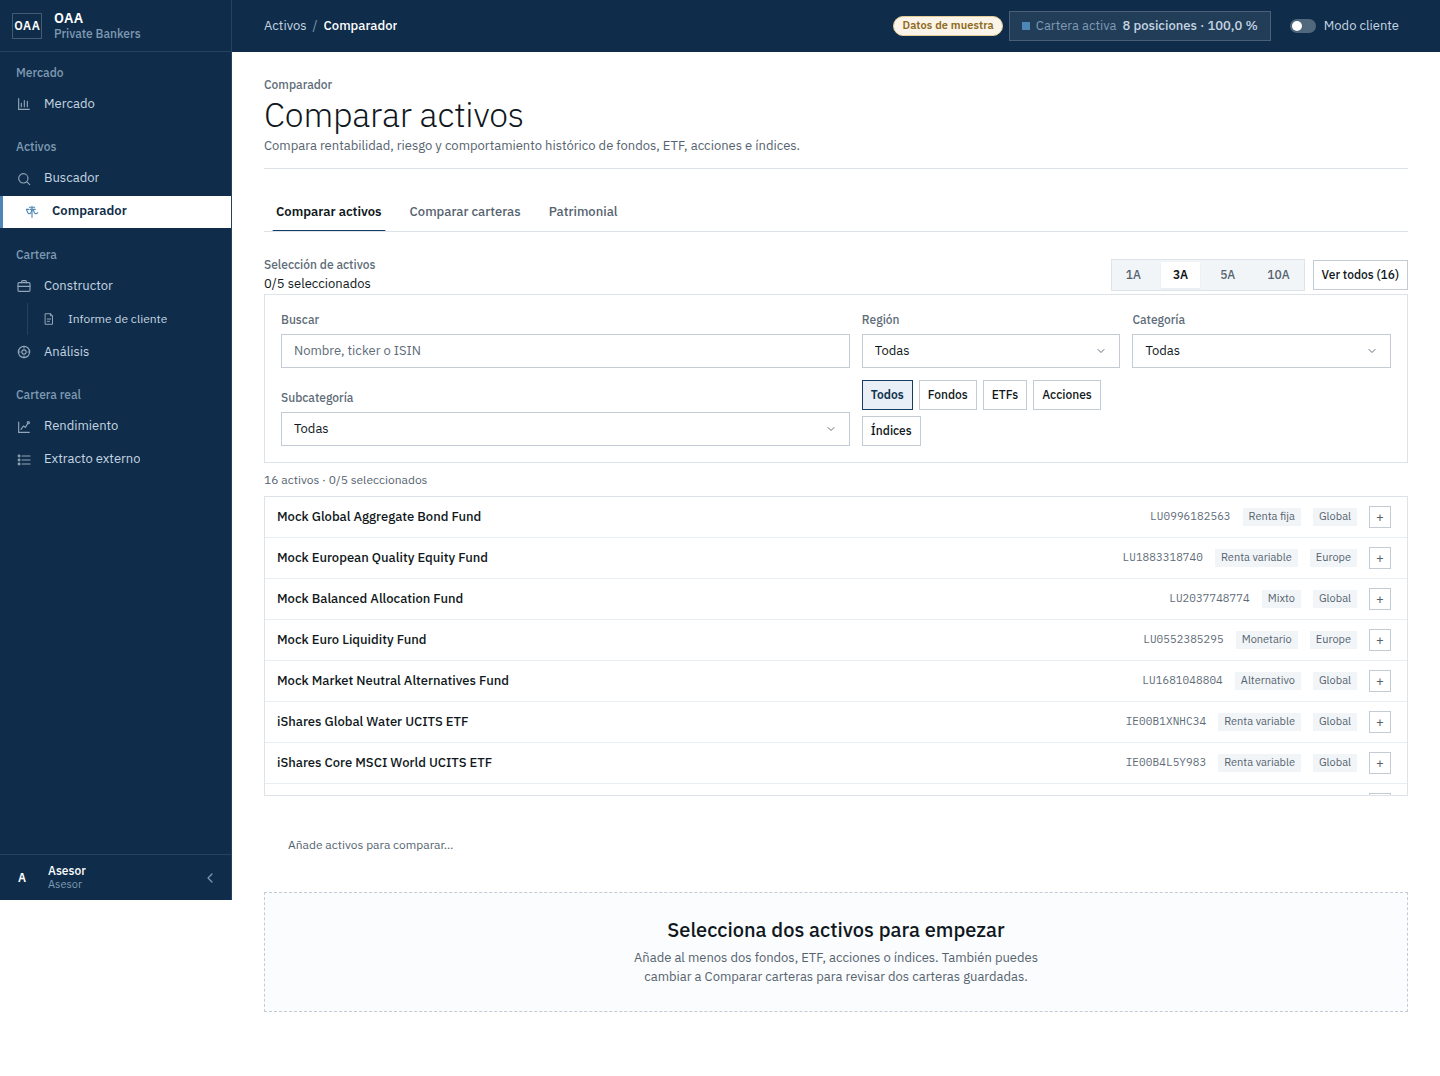 OAA
OAA
Private Bankers
Activos / Comparador
Datos de muestra
Cartera activa 8 posiciones · 100,0 %
Modo cliente
Mercado
Mercado
Activos
Buscador
Comparador
Cartera
Constructor
Informe de cliente
Análisis
Cartera real
Rendimiento
Extracto externo
A
Asesor
Asesor
Comparador
Comparar activos
Compara rentabilidad, riesgo y comportamiento histórico de fondos, ETF, acciones e índices.
Comparar activos Comparar carteras Patrimonial
Selección de activos
0/5 seleccionados
1A 3A 5A 10A Ver todos (16)
Buscar Región Categoría
Nombre, ticker o ISIN Todas Todas
Subcategoría
Todas
Todos Fondos ETFs Acciones
Índices
16 activos · 0/5 seleccionados
Mock Global Aggregate Bond Fund LU0996182563 Renta fija Global +
Mock European Quality Equity Fund LU1883318740 Renta variable Europe +
Mock Balanced Allocation Fund LU2037748774 Mixto Global +
Mock Euro Liquidity Fund LU0552385295 Monetario Europe +
Mock Market Neutral Alternatives Fund LU1681048804 Alternativo Global +
iShares Global Water UCITS ETF IE00B1XNHC34 Renta variable Global +
iShares Core MSCI World UCITS ETF IE00B4L5Y983 Renta variable Global +
Añade activos para comparar...
Selecciona dos activos para empezar
Añade al menos dos fondos, ETF, acciones o índices. También puedes
cambiar a Comparar carteras para revisar dos carteras guardadas.